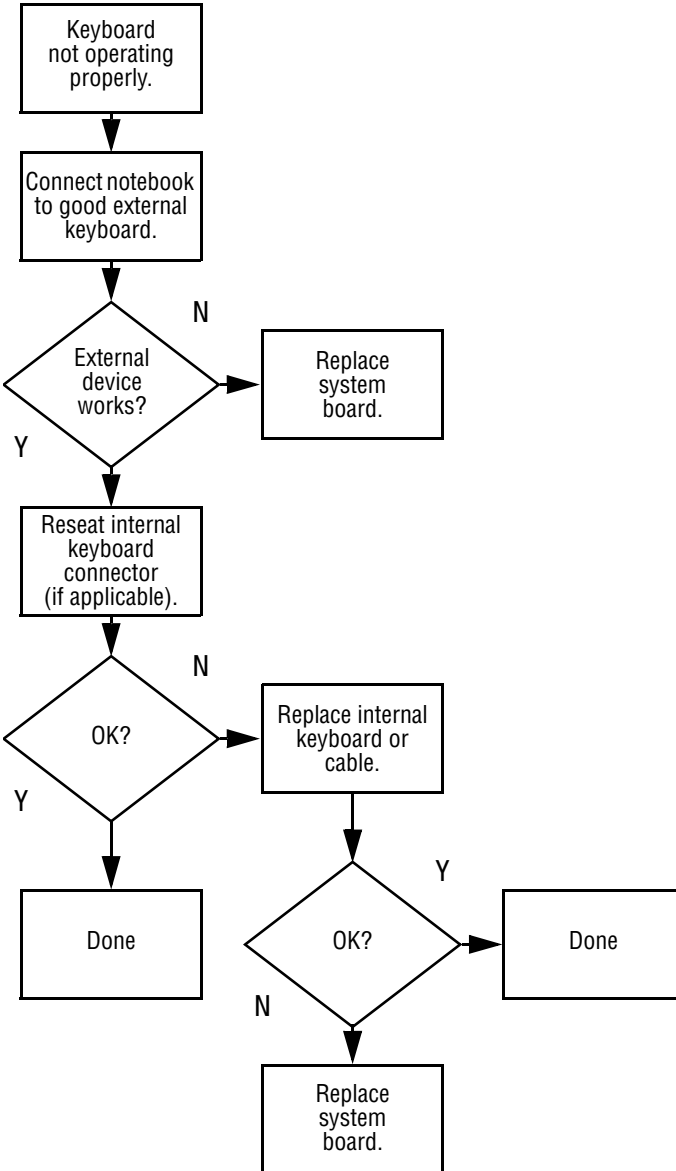 Keyboard
not operating
properly.
Connect notebook
to good external
keyboard.
N
External
device
works?
Replace
system
board.
Y
Reseat internal
keyboard
connector
(if applicable).
N
OK?
Replace internal
keyboard or
cable.
Y
Y
Done
OK?
Done
N
Replace
system
board.